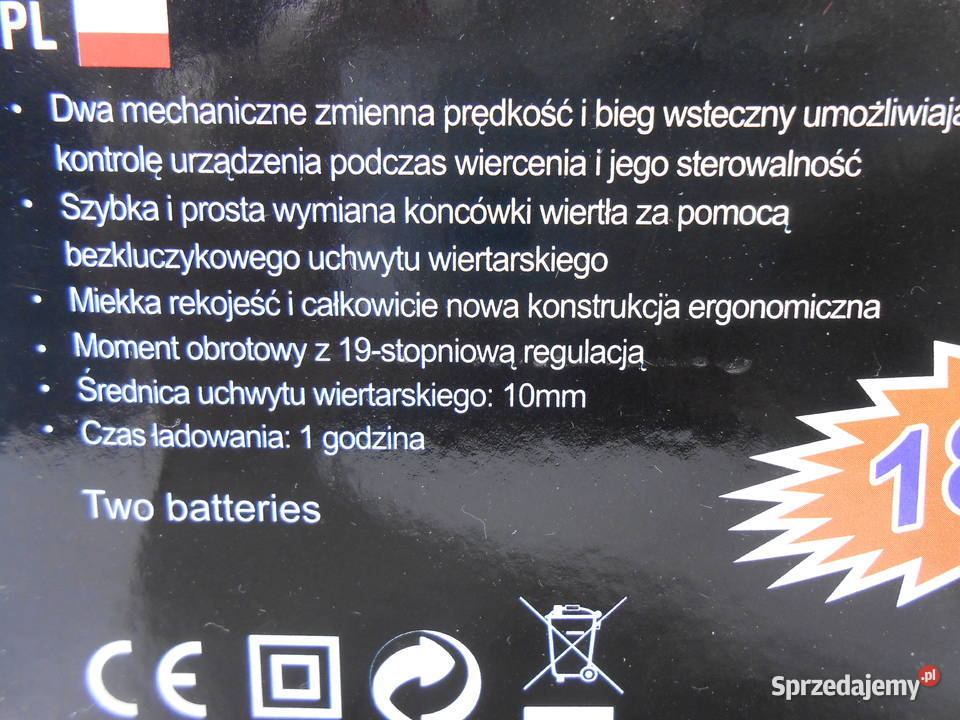 PL
• Dwa mechaniczne zmienna prędkość i bieg wsteczny umożliwiają
kontrolę urządzenia podczas wiercenia i jego sterowalność
• Szybka i prosta wymiana koncówki wiertła za pomocą
bezkluczykowego uchwytu wiertarskiego
• Miekka rekojeść i całkowicie nowa konstrukcja ergonomiczna
• Moment obrotowy z 19-stopniową regulacją
• Średnica uchwytu wiertarskiego: 10mm
• Czas ładowania: 1 godzina
Two batteries
18
CE
Sprzedajemy.pl